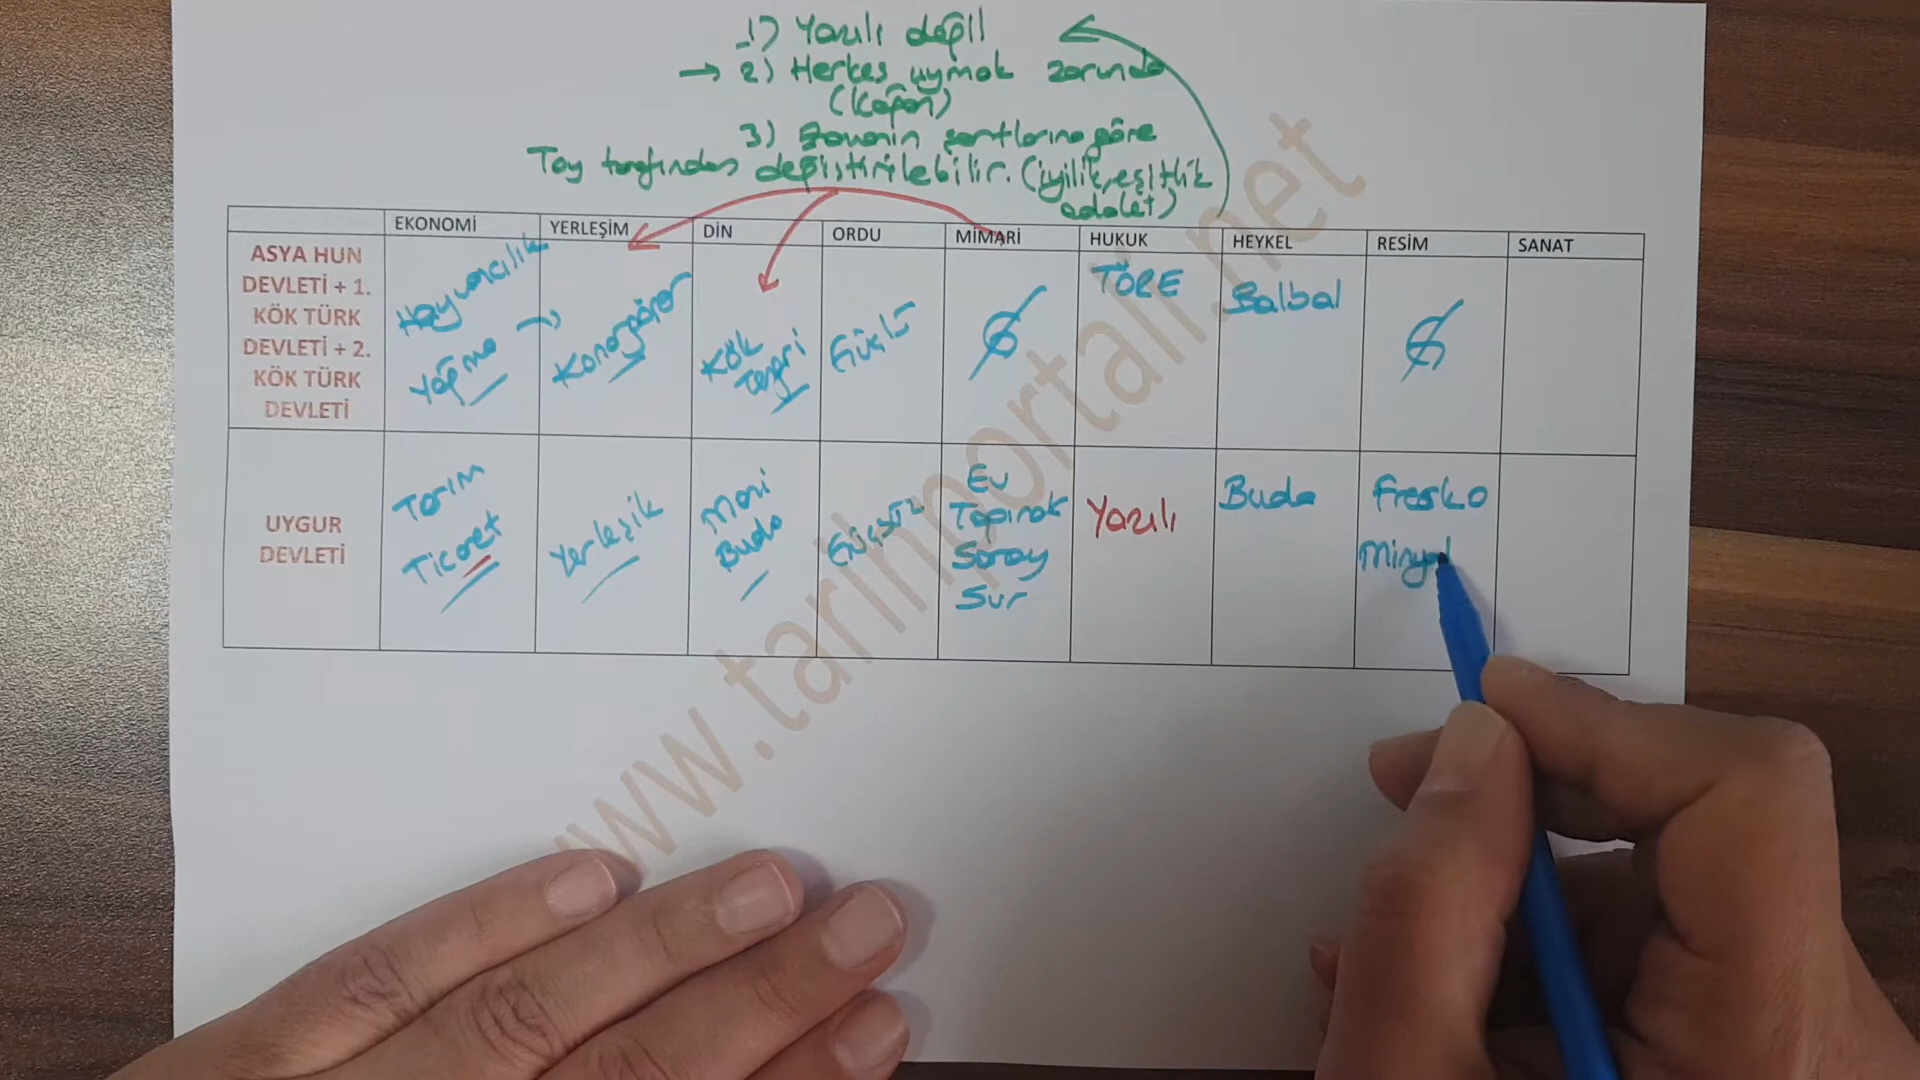 1) Yazılı değil
→ 2) Herkes uymak zorunda
(Kağan)
3) Zamanın şartlarına göre
Toy tarafından değiştirilebilir. (iyilik, eşitlik
adalet)
EKONOMİ YERLEŞİM DİN ORDU MİMARİ HUKUK HEYKEL RESİM SANAT
ASYA HUN
DEVLETİ + 1.
KÖK TÜRK
DEVLETİ + 2.
KÖK TÜRK
DEVLETİ
Hayvancılık
Yağma
Konargöçer
Kök
Tengri
Güçlü
TÖRE
Balbal
UYGUR
DEVLETİ
Tarım
Ticaret
Yerleşik
Mani
Buda
Güçsüz
Ev
Tapınak
Saray
Sur
Yazılı
Buda
Fresko
Minya
www.tarihportali.net